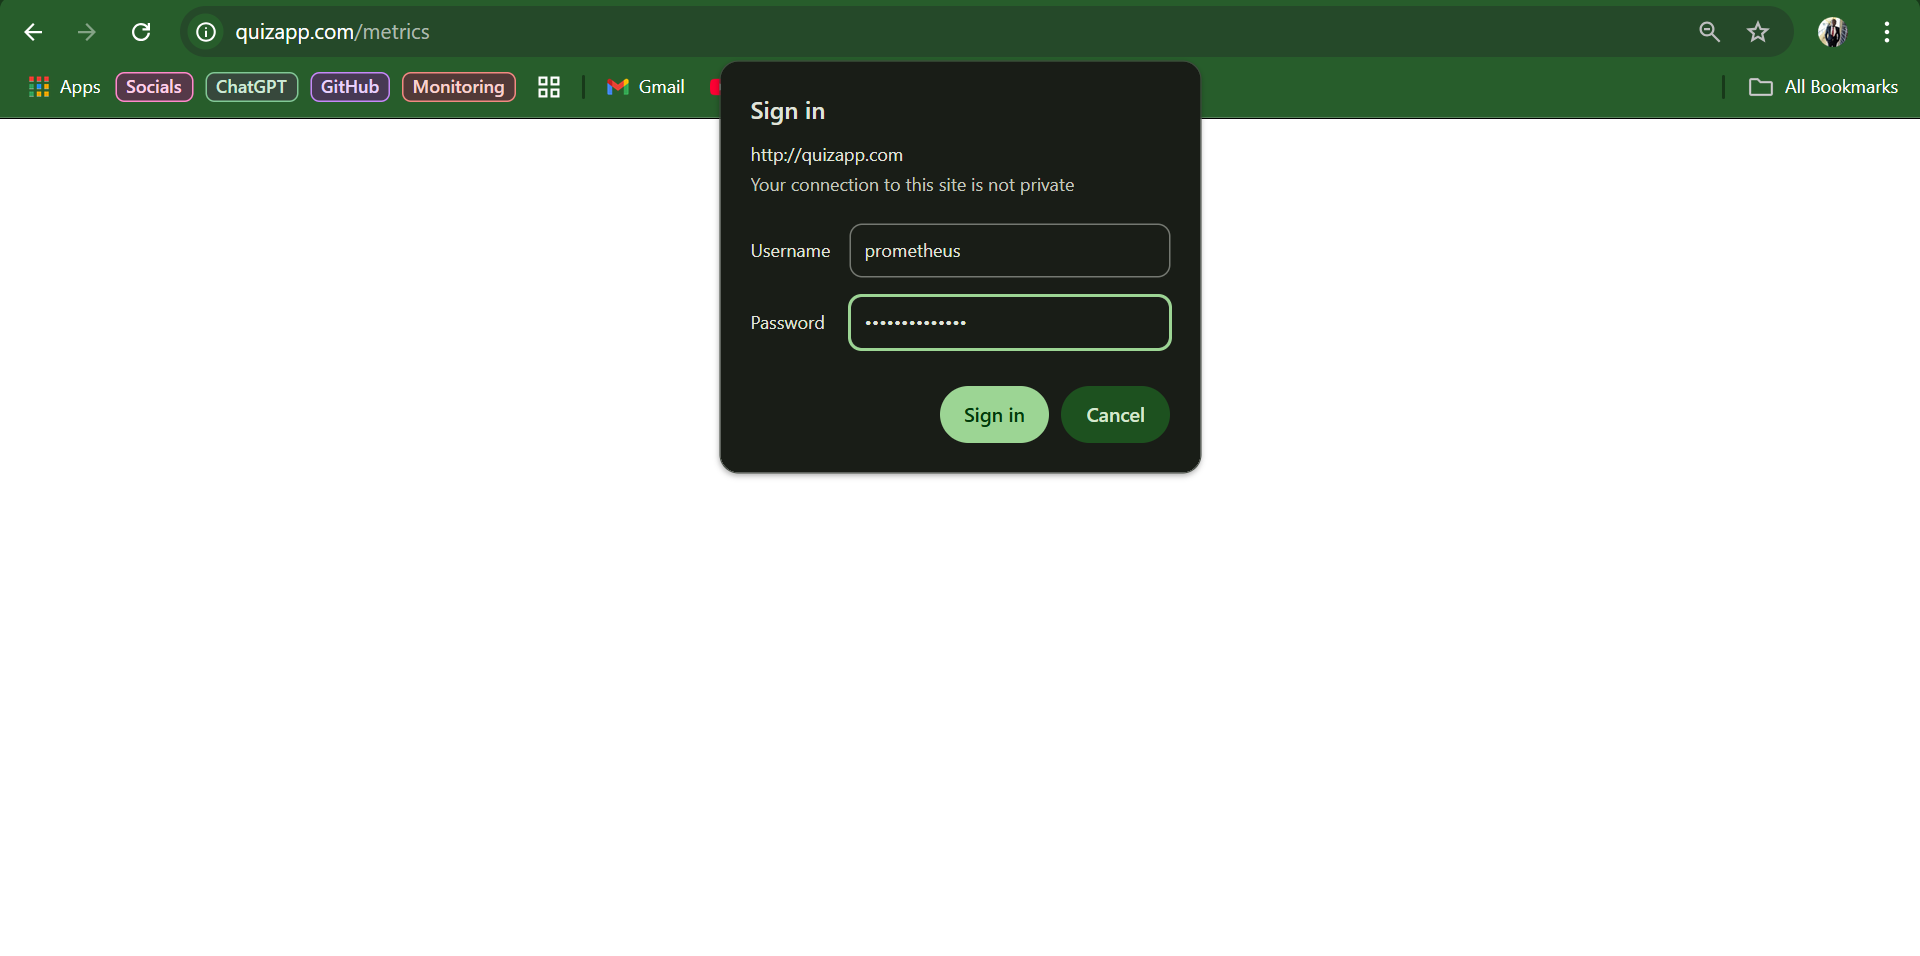 quizapp.com/metrics
Apps Socials ChatGPT GitHub Monitoring Gmail All Bookmarks
Sign in
http://quizapp.com
Your connection to this site is not private
Username prometheus
Password ••••••••••••••
Sign in Cancel